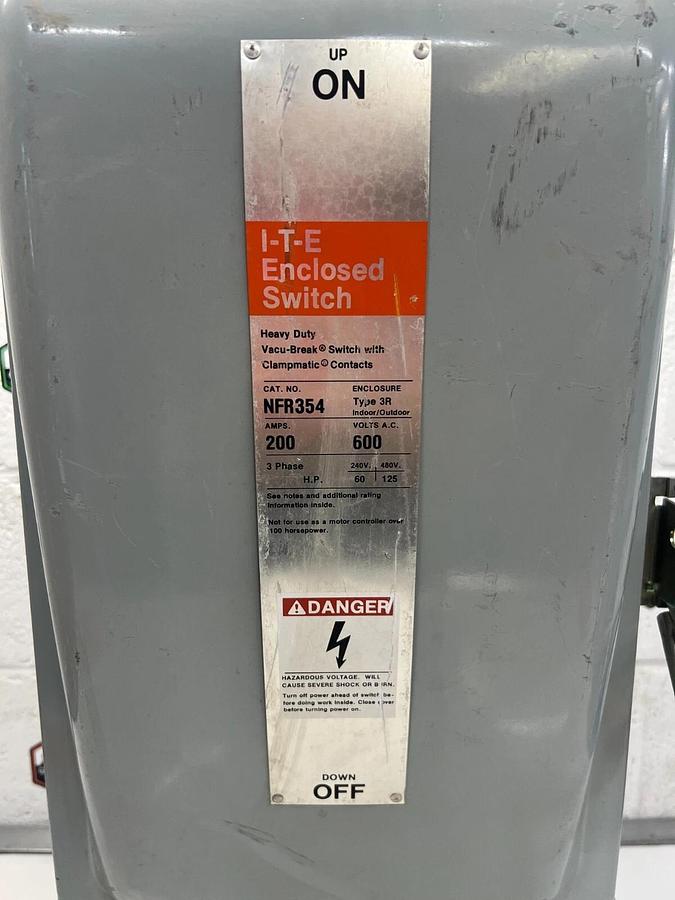 UP
ON
I-T-E
Enclosed
Switch
Heavy Duty
Vacu-Break® Switch with
Clampmatic® Contacts
CAT. NO. ENCLOSURE
NFR354 Type 3R
Indoor/Outdoor
AMPS. VOLTS A.C.
200 600
3 Phase 240V. 480V.
H.P. 60 125
See notes and additional rating
information inside.
Not for use as a motor controller over
100 horsepower.
DANGER
HAZARDOUS VOLTAGE. WILL
CAUSE SEVERE SHOCK OR BURN.
Turn off power ahead of switch be-
fore doing work inside. Close cover
before turning power on.
DOWN
OFF